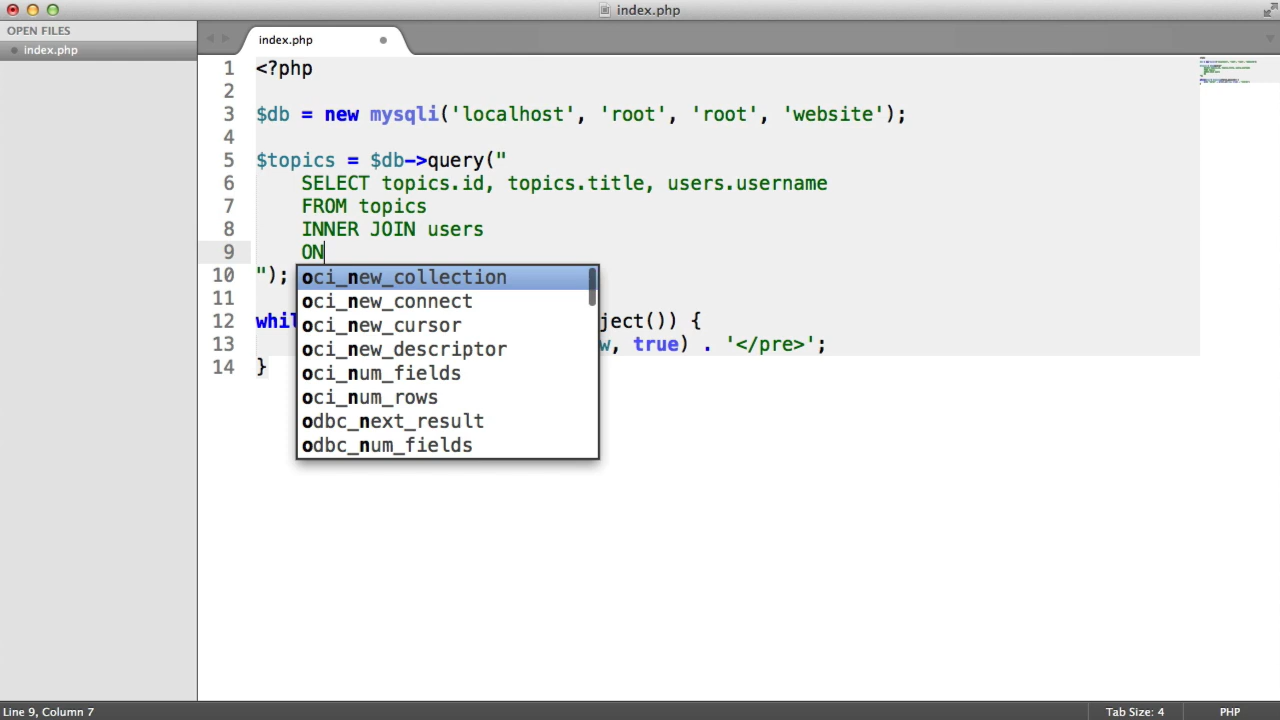 index.php
OPEN FILES
index.php
index.php
1 <?php
2
3 $db = new mysqli('localhost', 'root', 'root', 'website');
4
5 $topics = $db->query("
6 SELECT topics.id, topics.title, users.username
7 FROM topics
8 INNER JOIN users
9 ON
10 ");
oci_new_collection
11
oci_new_connect
12 whil ject()) {
oci_new_cursor
13 w, true) . '</pre>';
oci_new_descriptor
14 }
oci_num_fields
oci_num_rows
odbc_next_result
odbc_num_fields
Line 9, Column 7
Tab Size: 4
PHP